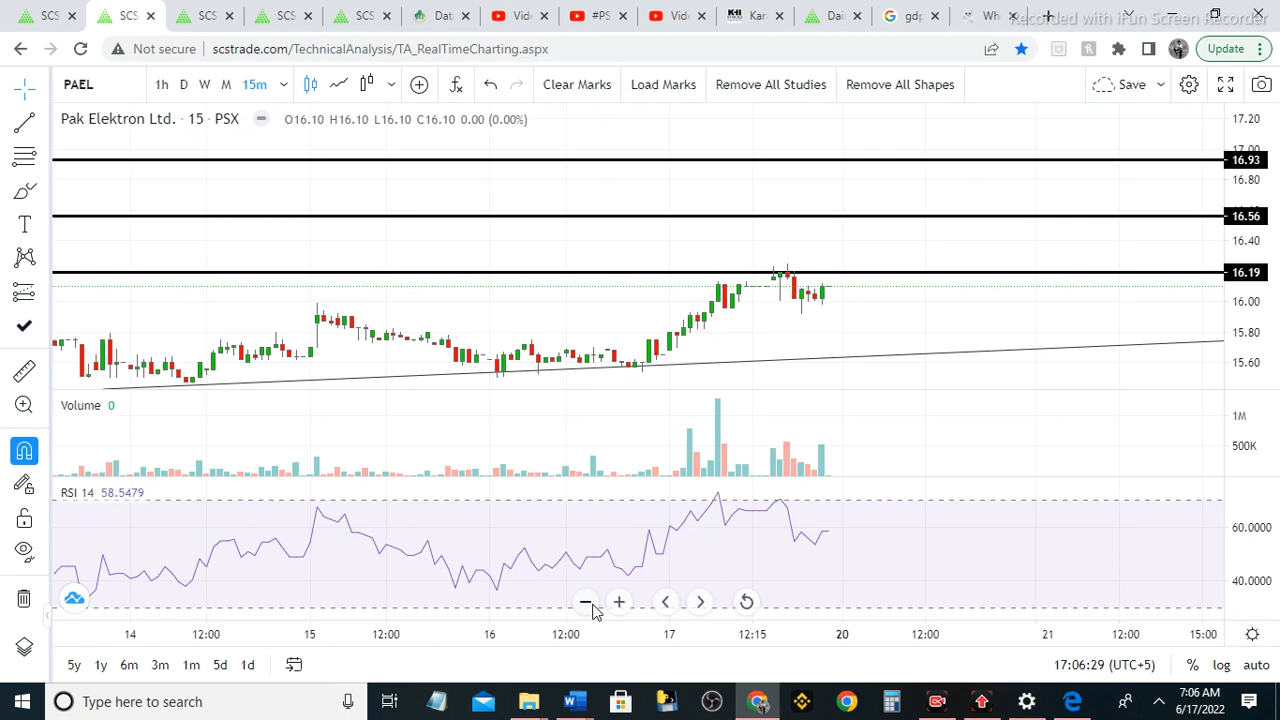 SCS
SCS
SCS
SCS
SCS
Dat
Vid
#PS
Vid
Kar
Dai
gdp
Wh
Recorded with iFun Screen Recorder
Not secure
scstrade.com/TechnicalAnalysis/TA_RealTimeCharting.aspx
Update
PAEL
1h D W M 15m
Clear Marks
Load Marks
Remove All Studies
Remove All Shapes
Save
Pak Elektron Ltd. · 15 · PSX
O16.10 H16.10 L16.10 C16.10 0.00 (0.00%)
17.20
17.00
16.93
16.80
16.56
16.40
16.19
16.00
15.80
15.60
Volume 0
1M
500K
RSI 14 58.5479
60.0000
40.0000
14 12:00 15 12:00 16 12:00 17 12:15 20 12:00 21 12:00 15:00
5y 1y 6m 3m 1m 5d 1d
17:06:29 (UTC+5)
% log auto
Type here to search
7:06 AM
6/17/2022